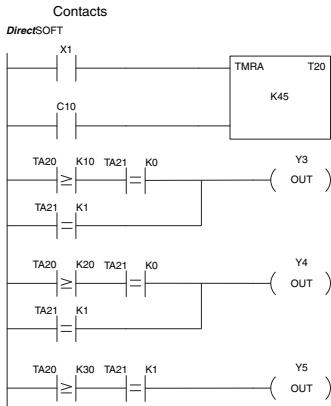 Contacts
DirectSOFT
X1
TMRA T20
K45
C10
TA20 K10 TA21 K0 Y3
≥ = OUT
TA21 K1
=
TA20 K20 TA21 K0 Y4
≥ = OUT
TA21 K1
=
TA20 K30 TA21 K1 Y5
≥ = OUT